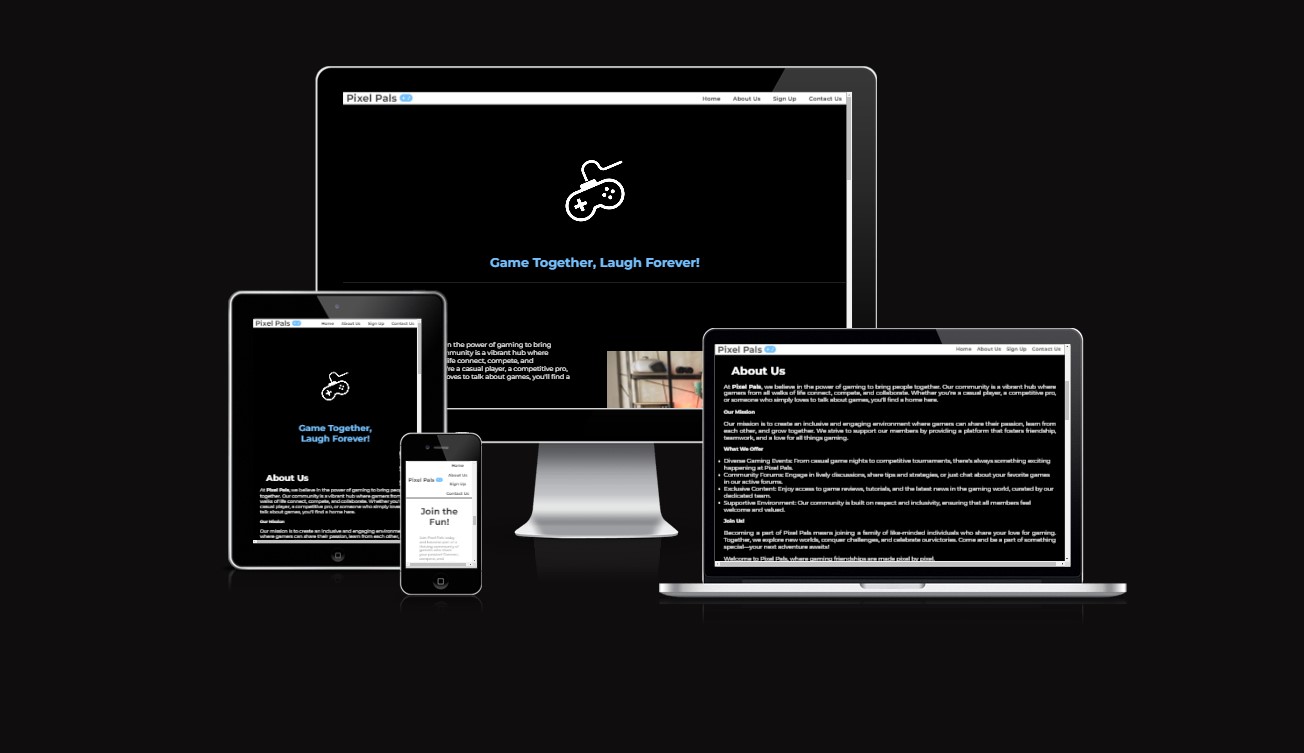 Pixel Pals
Home About Us Sign Up Contact Us
Game Together, Laugh Forever!
n the power of gaming to bring
mmunity is a vibrant hub where
life connect, compete, and
're a casual player, a competitive pro,
oves to talk about games, you'll find a
Pixel Pals
Home About Us Sign Up Contact Us
Game Together,
Laugh Forever!
About Us
At Pixel Pals, we believe in the power of gaming to bring peop
together. Our community is a vibrant hub where gamers from
walks of life connect, compete, and collaborate. Whether you'r
casual player, a competitive pro, or someone who simply loves
talk about games, you'll find a home here.
Our Mission
Our mission is to create an inclusive and engaging environme
where gamers can share their passion, learn from each other,
Home
About Us
Pixel Pals
Sign Up
Contact Us
Join the
Fun!
Pixel Pals
Home About Us Sign Up Contact Us
About Us
At Pixel Pals, we believe in the power of gaming to bring people together. Our community is a vibrant hub where
gamers from all walks of life connect, compete, and collaborate. Whether you're a casual player, a competitive pro,
or someone who simply loves to talk about games, you'll find a home here.
Our Mission
Our mission is to create an inclusive and engaging environment where gamers can share their passion, learn from
each other, and grow together. We strive to support our members by providing a platform that fosters friendship,
teamwork, and a love for all things gaming.
What We Offer
Diverse Gaming Events: From casual game nights to competitive tournaments, there's always something exciting
happening at Pixel Pals.
Community Forums: Engage in lively discussions, share tips and strategies, or just chat about your favorite games
in our active forums.
Exclusive Content: Enjoy access to game reviews, tutorials, and the latest news in the gaming world, curated by our
dedicated team.
Supportive Environment: Our community is built on respect and inclusivity, ensuring that all members feel
welcome and valued.
Join Us!
Becoming a part of Pixel Pals means joining a family of like-minded individuals who share your love for gaming.
Together, we explore new worlds, conquer challenges, and celebrate ourvictories. Come and be a part of something
special—your next adventure awaits!
Welcome to Pixel Pals, where gaming friendships are made pixel by pixel.